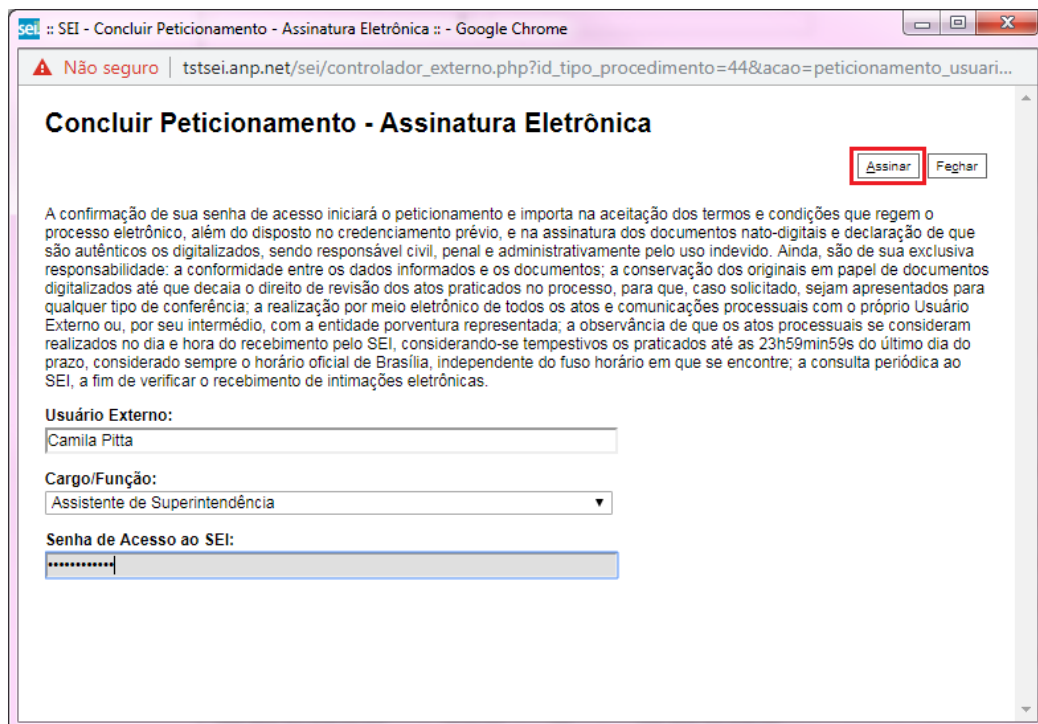 sei :: SEI - Concluir Peticionamento - Assinatura Eletrônica :: - Google Chrome
Não seguro | tstsei.anp.net/sei/controlador_externo.php?id_tipo_procedimento=44&acao=peticionamento_usuari...
Concluir Peticionamento - Assinatura Eletrônica
Assinar Fechar
A confirmação de sua senha de acesso iniciará o peticionamento e importa na aceitação dos termos e condições que regem o
processo eletrônico, além do disposto no credenciamento prévio, e na assinatura dos documentos nato-digitais e declaração de que
são autênticos os digitalizados, sendo responsável civil, penal e administrativamente pelo uso indevido. Ainda, são de sua exclusiva
responsabilidade: a conformidade entre os dados informados e os documentos; a conservação dos originais em papel de documentos
digitalizados até que decaia o direito de revisão dos atos praticados no processo, para que, caso solicitado, sejam apresentados para
qualquer tipo de conferência; a realização por meio eletrônico de todos os atos e comunicações processuais com o próprio Usuário
Externo ou, por seu intermédio, com a entidade porventura representada; a observância de que os atos processuais se consideram
realizados no dia e hora do recebimento pelo SEI, considerando-se tempestivos os praticados até as 23h59min59s do último dia do
prazo, considerado sempre o horário oficial de Brasília, independente do fuso horário em que se encontre; a consulta periódica ao
SEI, a fim de verificar o recebimento de intimações eletrônicas.
Usuário Externo:
Camila Pitta
Cargo/Função:
Assistente de Superintendência
Senha de Acesso ao SEI:
••••••••••••